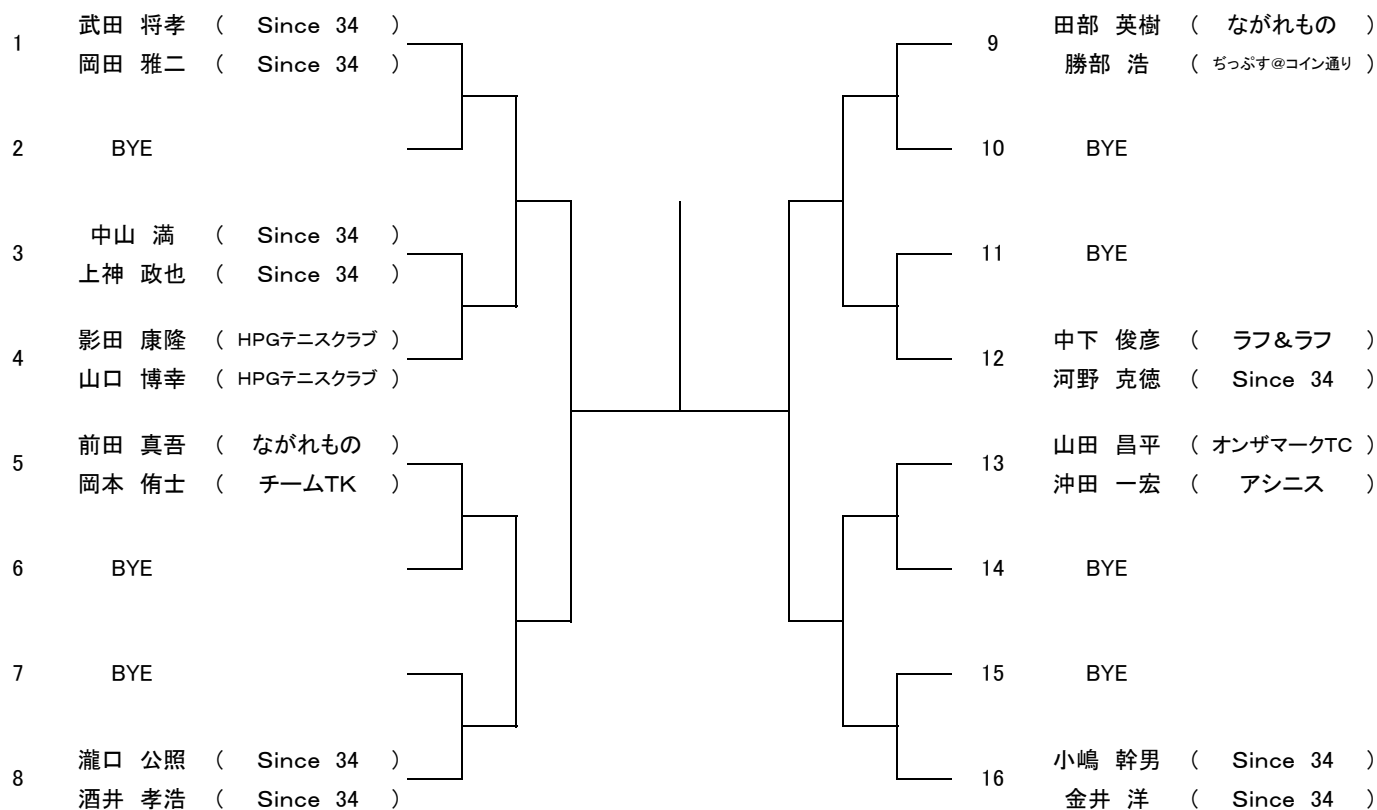 1 武田 将孝 ( Since 34 )
岡田 雅二 ( Since 34 )
2 BYE
3 中山 満 ( Since 34 )
上神 政也 ( Since 34 )
4 影田 康隆 ( HPGテニスクラブ )
山口 博幸 ( HPGテニスクラブ )
5 前田 真吾 ( ながれもの )
岡本 侑士 ( チームTK )
6 BYE
7 BYE
8 瀧口 公照 ( Since 34 )
酒井 孝浩 ( Since 34 )
9 田部 英樹 ( ながれもの )
勝部 浩 ( ぢっぷす@コイン通り )
10 BYE
11 BYE
12 中下 俊彦 ( ラフ&ラフ )
河野 克徳 ( Since 34 )
13 山田 昌平 ( オンザマークTC )
沖田 一宏 ( アシニス )
14 BYE
15 BYE
16 小嶋 幹男 ( Since 34 )
金井 洋 ( Since 34 )